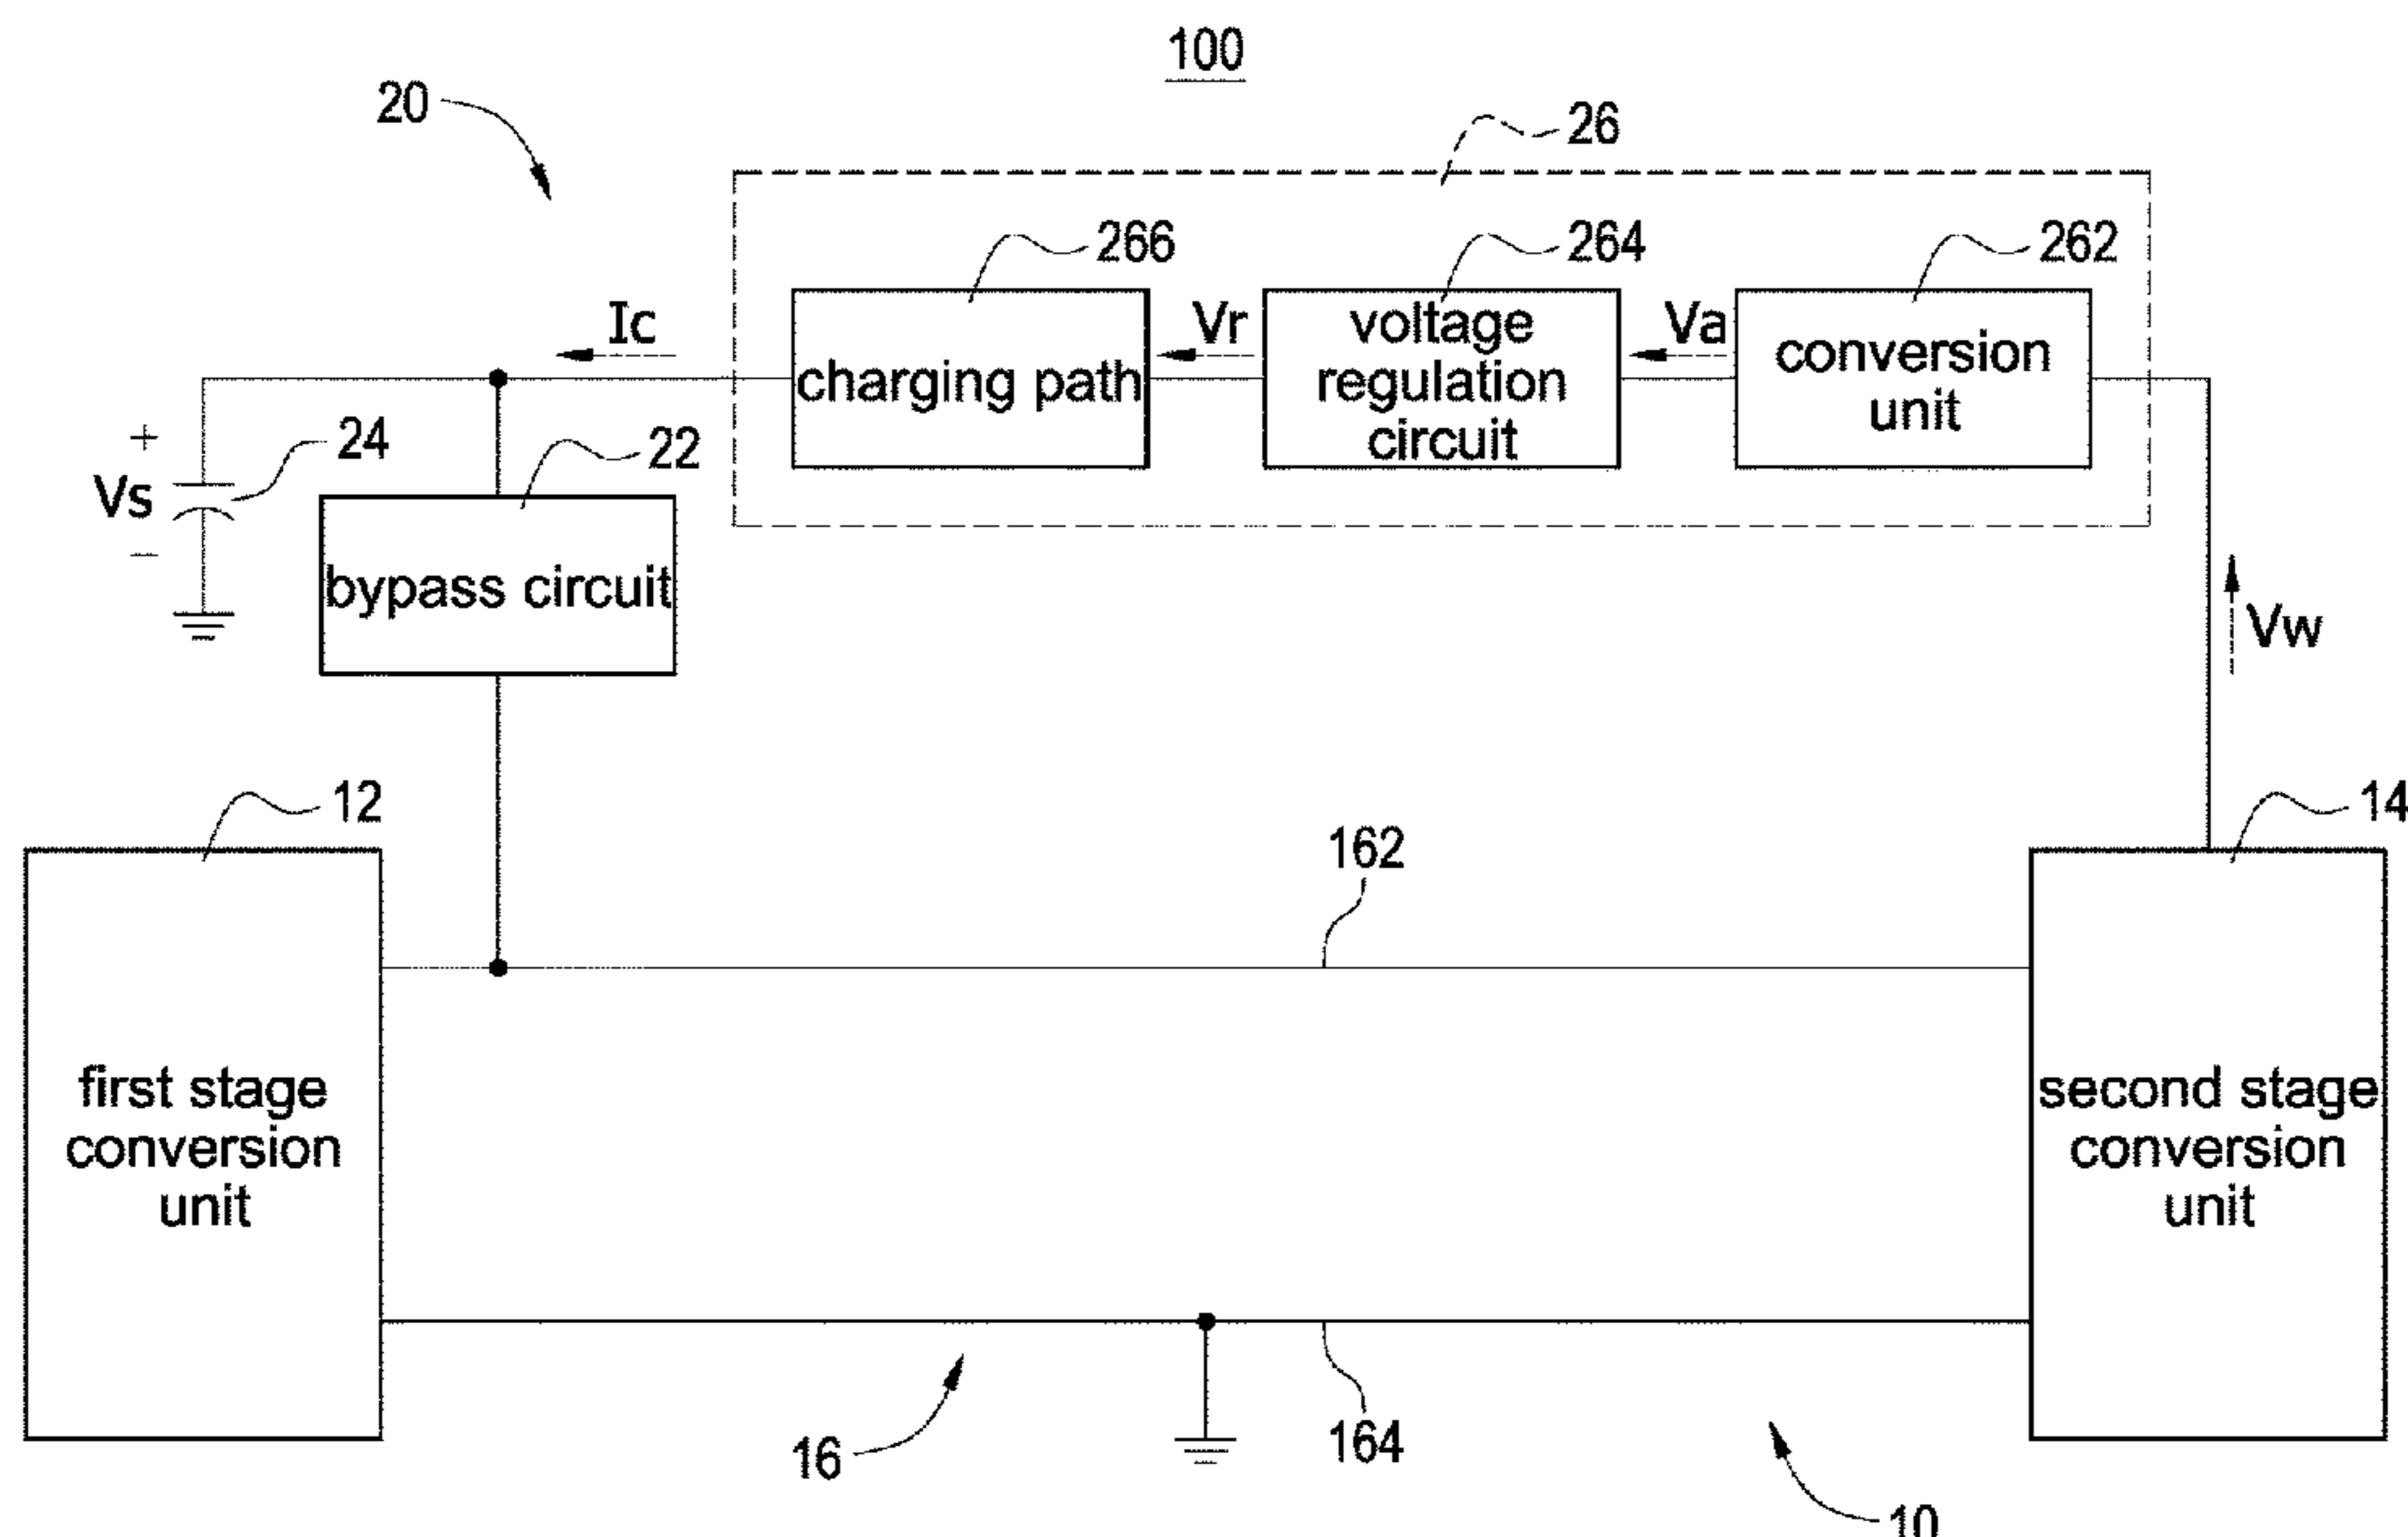 100
20
26
266
264
262
Ic
charging path
Vr
voltage
regulation
circuit
Va
conversion
unit
+
Vs
−
24
22
bypass circuit
Vw
12
14
162
first stage
conversion
unit
second stage
conversion
unit
16
164
10